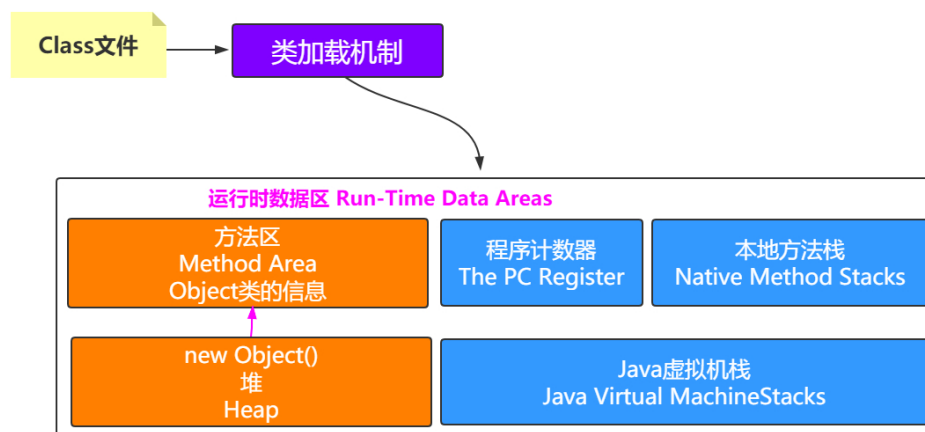 Class文件
类加载机制
运行时数据区 Run-Time Data Areas
方法区
Method Area
Object类的信息
程序计数器
The PC Register
本地方法栈
Native Method Stacks
new Object()
堆
Heap
Java虚拟机栈
Java Virtual MachineStacks